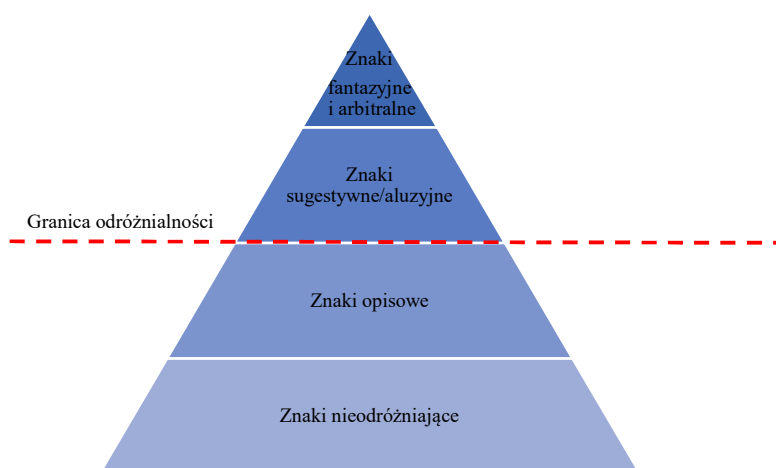 Znaki
fantazyjne
i arbitralne
Znaki
sugestywne/aluzyjne
Granica odróżnialności
Znaki opisowe
Znaki nieodróżniające